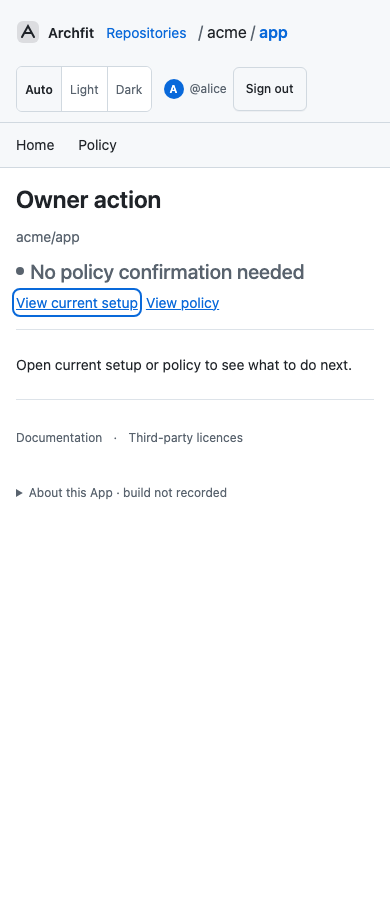 Archfit Repositories / acme / app
Auto Light Dark A @alice Sign out
Home Policy
Owner action
acme/app
No policy confirmation needed
View current setup View policy
Open current setup or policy to see what to do next.
Documentation · Third-party licences
About this App · build not recorded